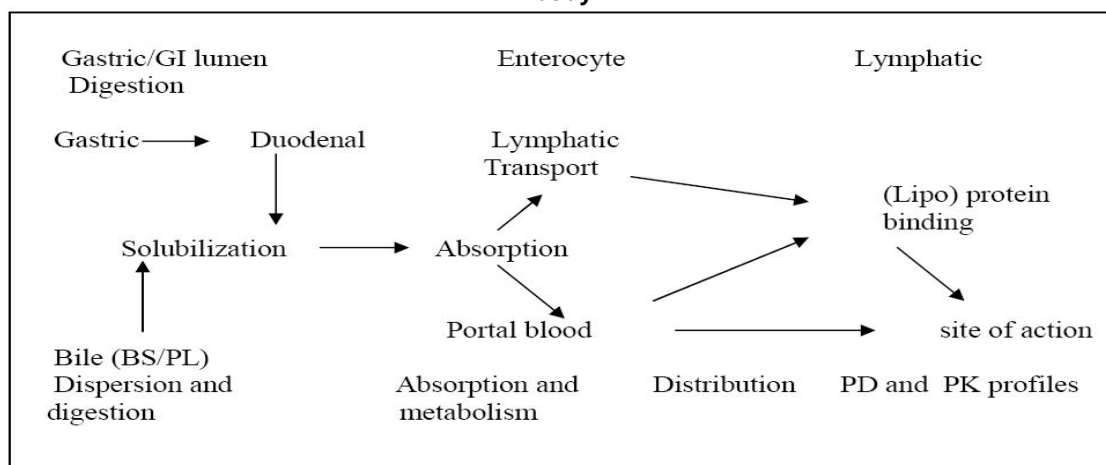 Gastric/GI lumen
Digestion
Enterocyte
Lymphatic
Gastric
Duodenal
Lymphatic
Transport
(Lipo) protein
binding
Solubilization
Absorption
Portal blood
site of action
Bile (BS/PL)
Dispersion and
digestion
Absorption and
metabolism
Distribution
PD and PK profiles